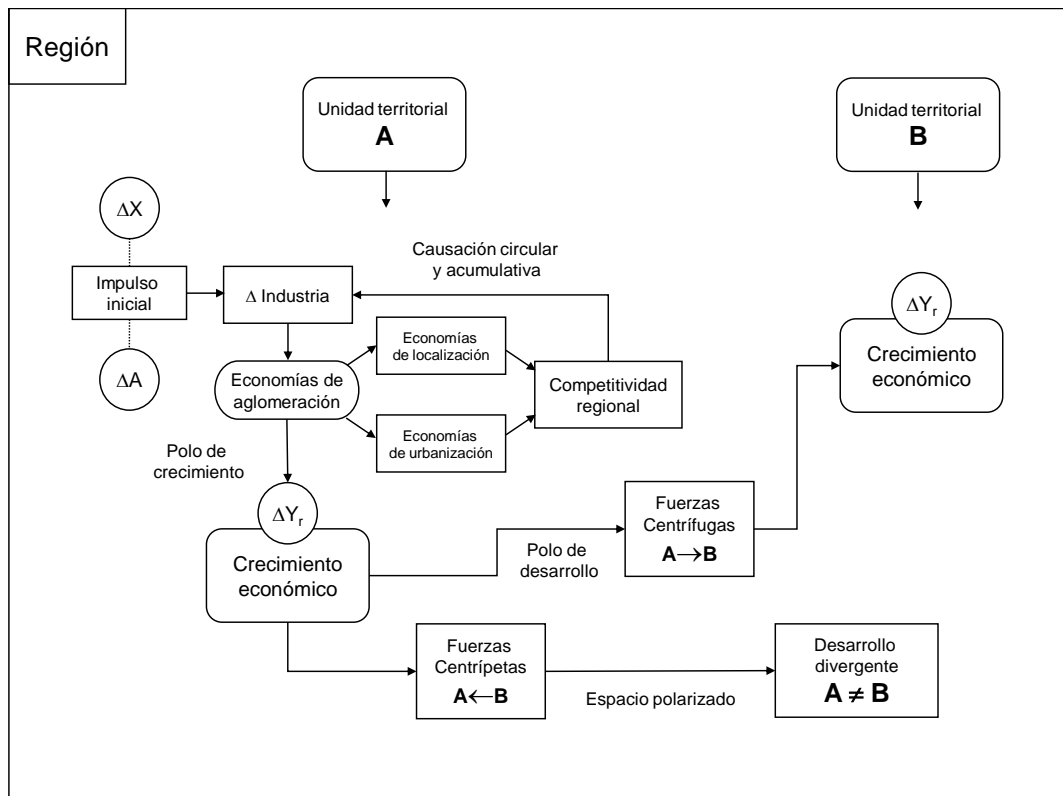 Región
Unidad territorial
A
Unidad territorial
B
ΔX
Impulso
inicial
ΔA
Δ Industria
Causación circular
y acumulativa
Economías de
aglomeración
Economías
de localización
Economías
de urbanización
Competitividad
regional
Polo de
crecimiento
ΔYr
Crecimiento
económico
Polo de
desarrollo
Fuerzas
Centrífugas
A→B
ΔYr
Crecimiento
económico
Fuerzas
Centrípetas
A←B
Espacio polarizado
Desarrollo
divergente
A ≠ B